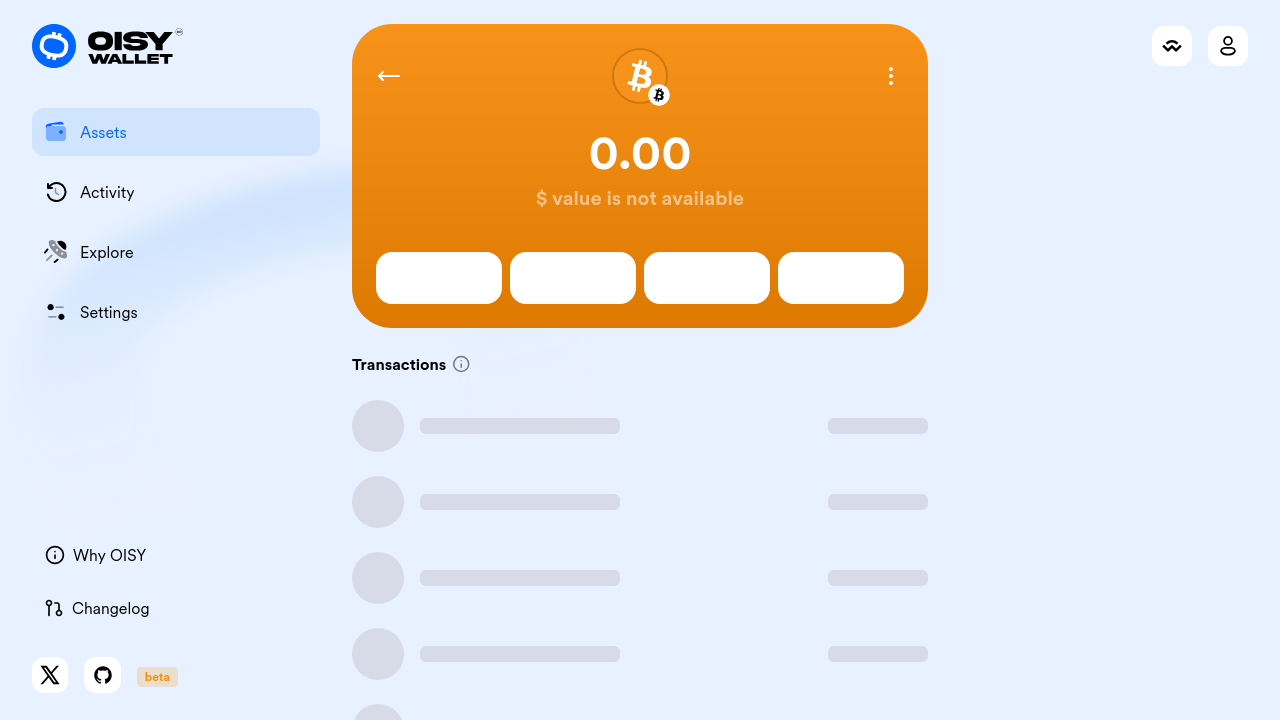 OISY
WALLET
Assets
Activity
Explore
Settings
Why OISY
Changelog
beta
0.00
$ value is not available
Transactions